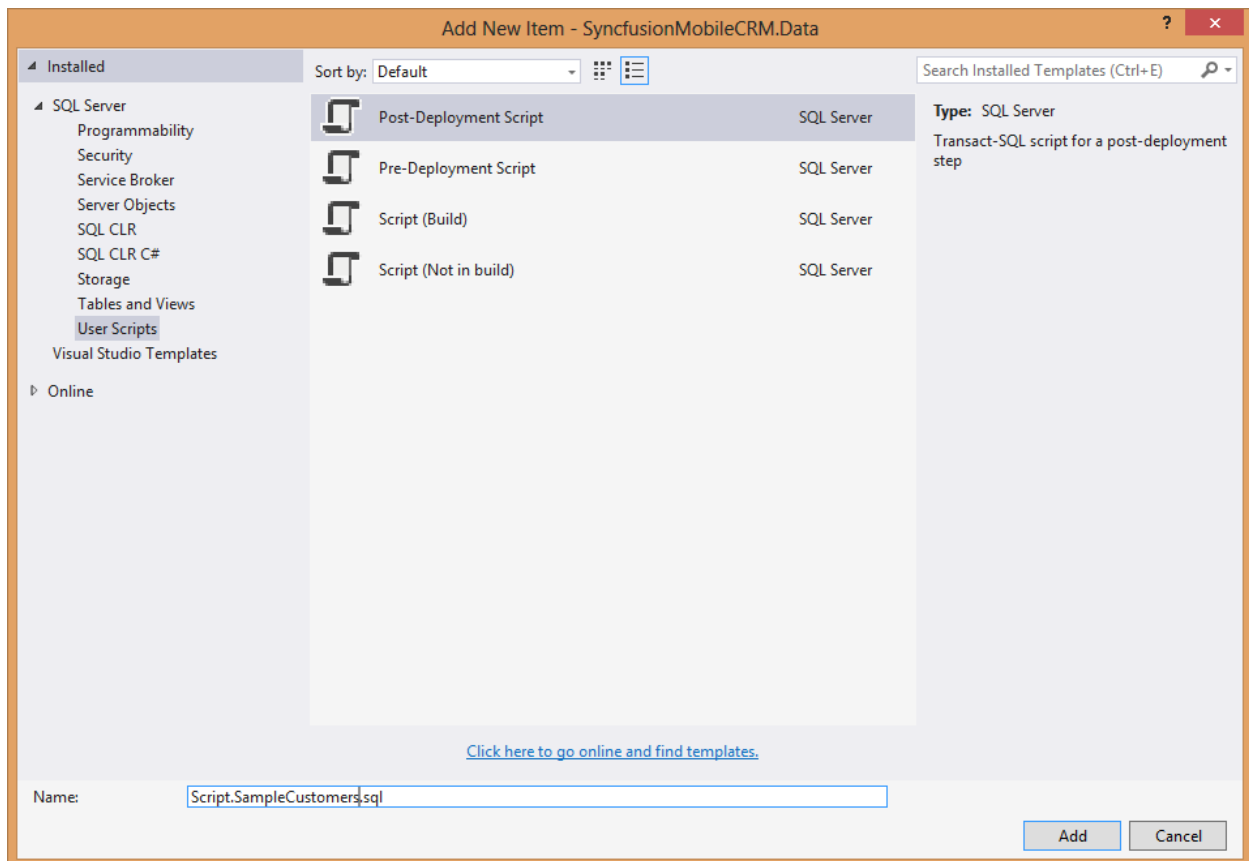 Add New Item - SyncfusionMobileCRM.Data
?
Installed
Sort by: Default
Search Installed Templates (Ctrl+E)
SQL Server
Programmability
Security
Service Broker
Server Objects
SQL CLR
SQL CLR C#
Storage
Tables and Views
User Scripts
Visual Studio Templates
Online
Post-Deployment Script SQL Server
Pre-Deployment Script SQL Server
Script (Build) SQL Server
Script (Not in build) SQL Server
Type: SQL Server
Transact-SQL script for a post-deployment
step
Click here to go online and find templates.
Name: Script.SampleCustomers.sql
Add Cancel